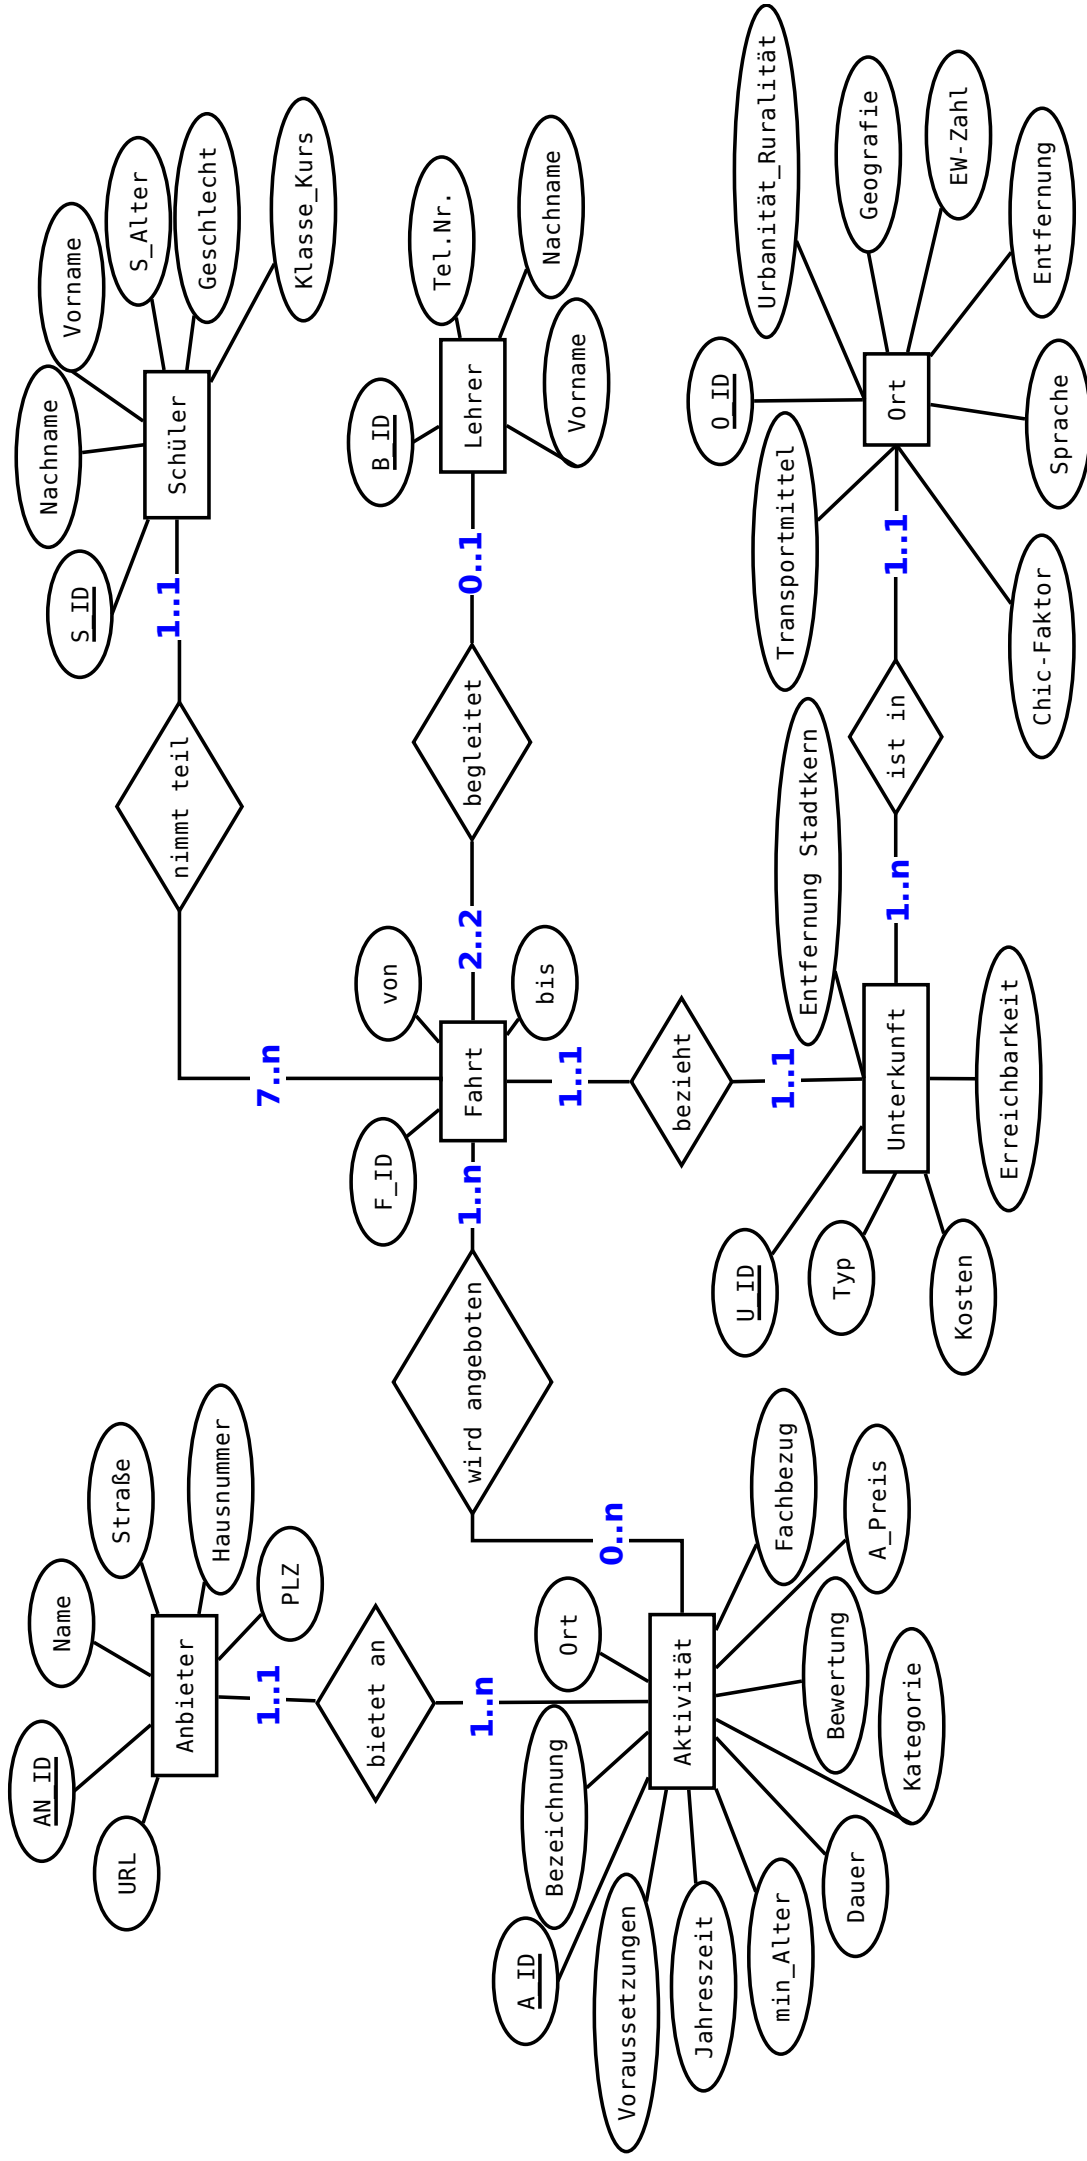 AN_ID
Name
Straße
URL
Anbieter
Hausnummer
PLZ
1..1
bietet an
1..n
A_ID
Bezeichnung
Ort
Voraussetzungen
Aktivität
Jahreszeit
min_Alter
Dauer
Kategorie
Bewertung
A_Preis
Fachbezug
0..n
wird angeboten
1..n
F_ID
von
Fahrt
bis
7..n
nimmt teil
1..1
S_ID
Nachname
Vorname
S_Alter
Geschlecht
Klasse_Kurs
Schüler
2..2
begleitet
0..1
B_ID
Tel.Nr.
Lehrer
Nachname
Vorname
1..1
bezieht
1..1
U_ID
Typ
Kosten
Unterkunft
Entfernung Stadtkern
Erreichbarkeit
1..n
ist in
1..1
Transportmittel
O_ID
Urbanität_Ruralität
Geografie
EW-Zahl
Ort
Entfernung
Sprache
Chic-Faktor